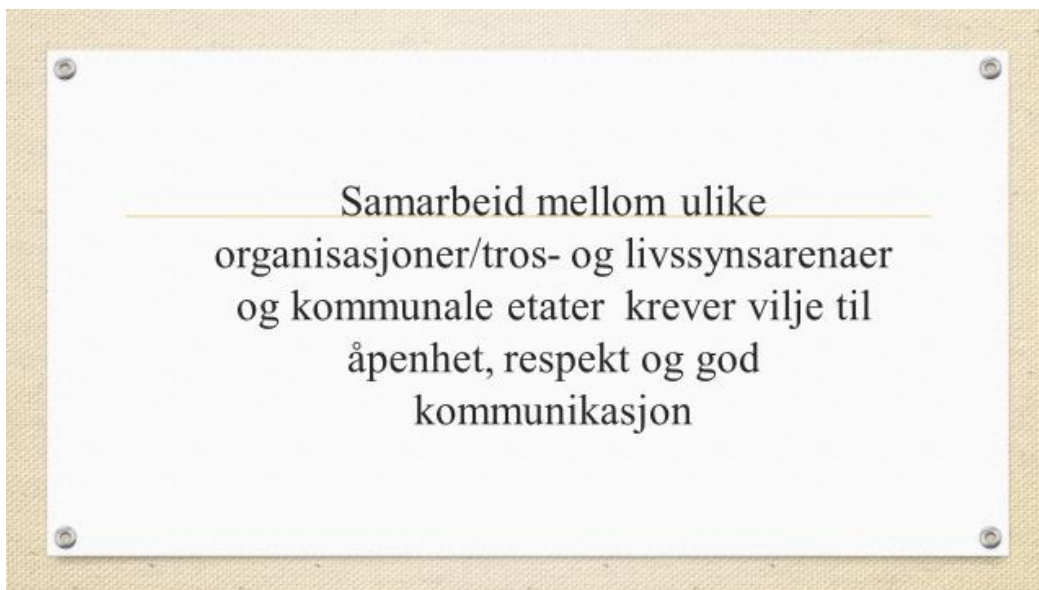 Samarbeid mellom ulike
organisasjoner/tros- og livssynsarenaer
og kommunale etater  krever vilje til
åpenhet, respekt og god
kommunikasjon